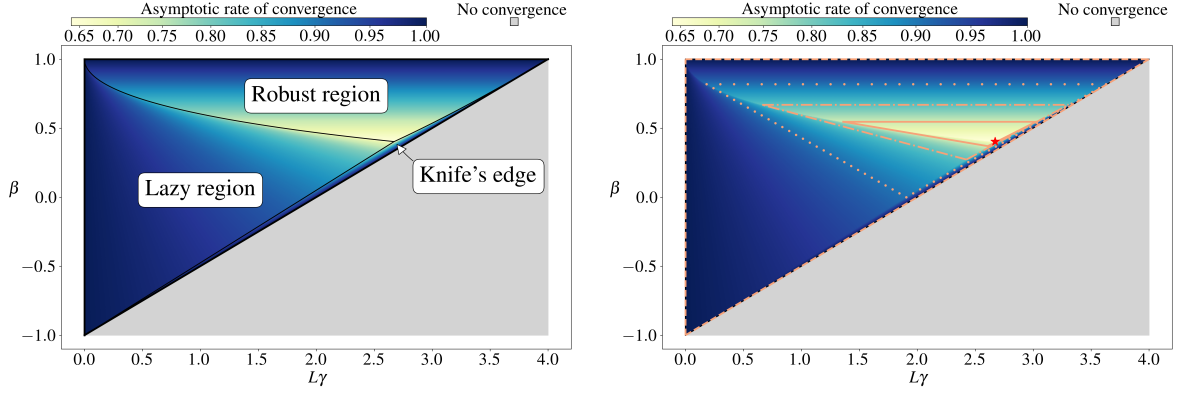 Asymptotic rate of convergence
No convergence
0.65 0.70 0.75 0.80 0.85 0.90 0.95 1.00
1.0
0.5
0.0
−0.5
−1.0
β
Robust region
Lazy region
Knife's edge
0.0 0.5 1.0 1.5 2.0 2.5 3.0 3.5 4.0
Lγ
Asymptotic rate of convergence
No convergence
0.65 0.70 0.75 0.80 0.85 0.90 0.95 1.00
1.0
0.5
0.0
−0.5
−1.0
β
0.0 0.5 1.0 1.5 2.0 2.5 3.0 3.5 4.0
Lγ